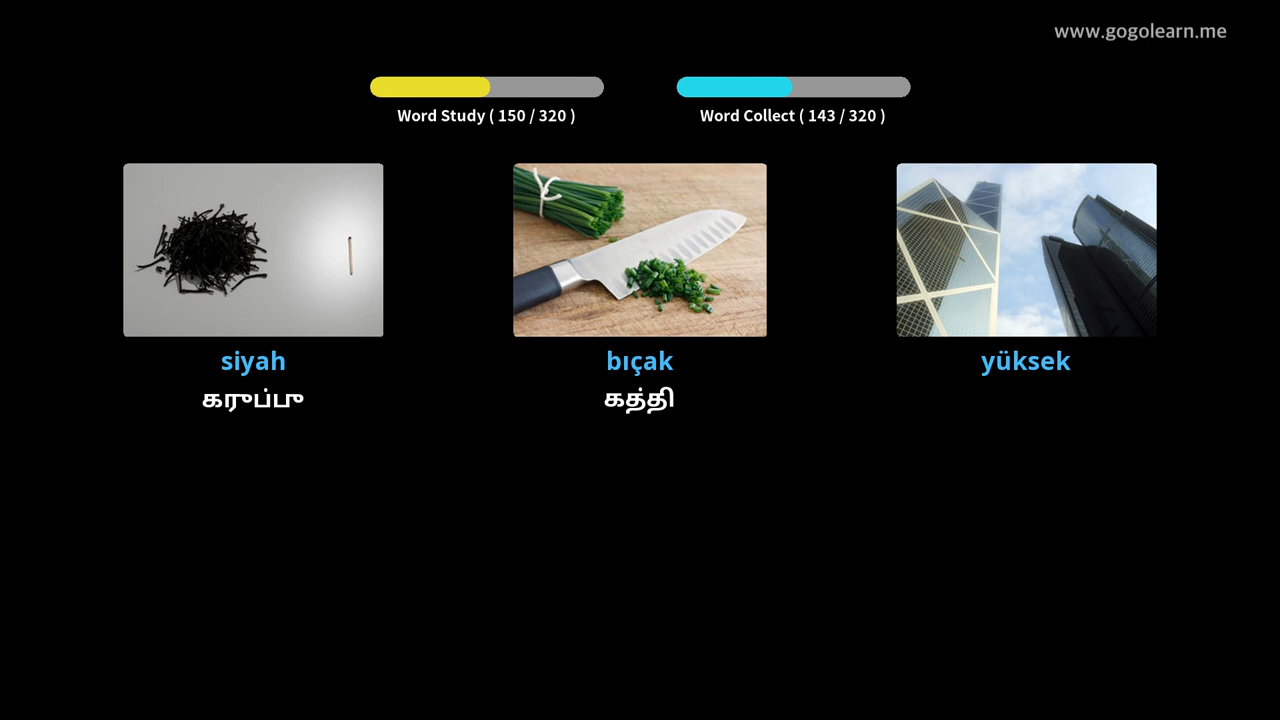 www.gogolearn.me
Word Study ( 150 / 320 )
Word Collect ( 143 / 320 )
siyah
கருப்பு
bıçak
கத்தி
yüksek